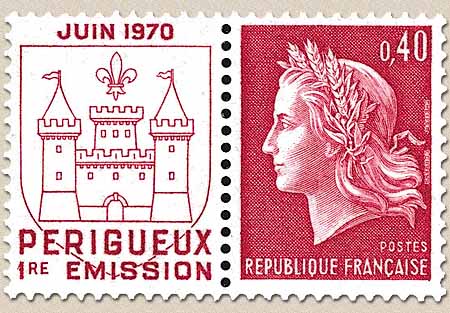 JUIN 1970
PERIGUEUX
1RE EMISSION
0,40
POSTES
REPUBLIQUE FRANÇAISE